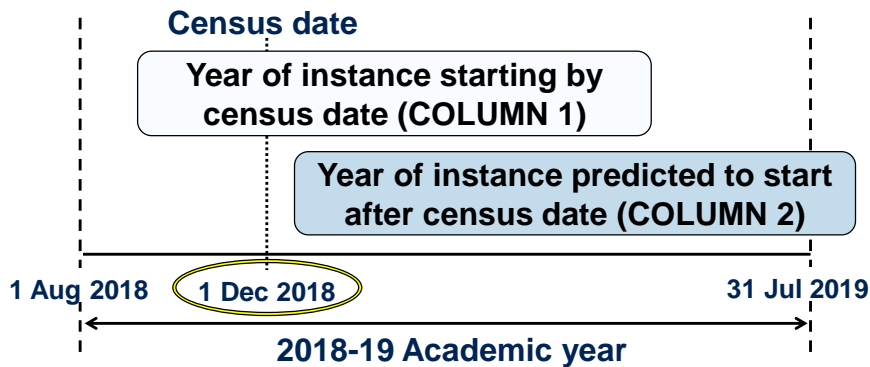 Census date
Year of instance starting by
census date (COLUMN 1)
Year of instance predicted to start
after census date (COLUMN 2)
1 Aug 2018
1 Dec 2018
31 Jul 2019
2018-19 Academic year